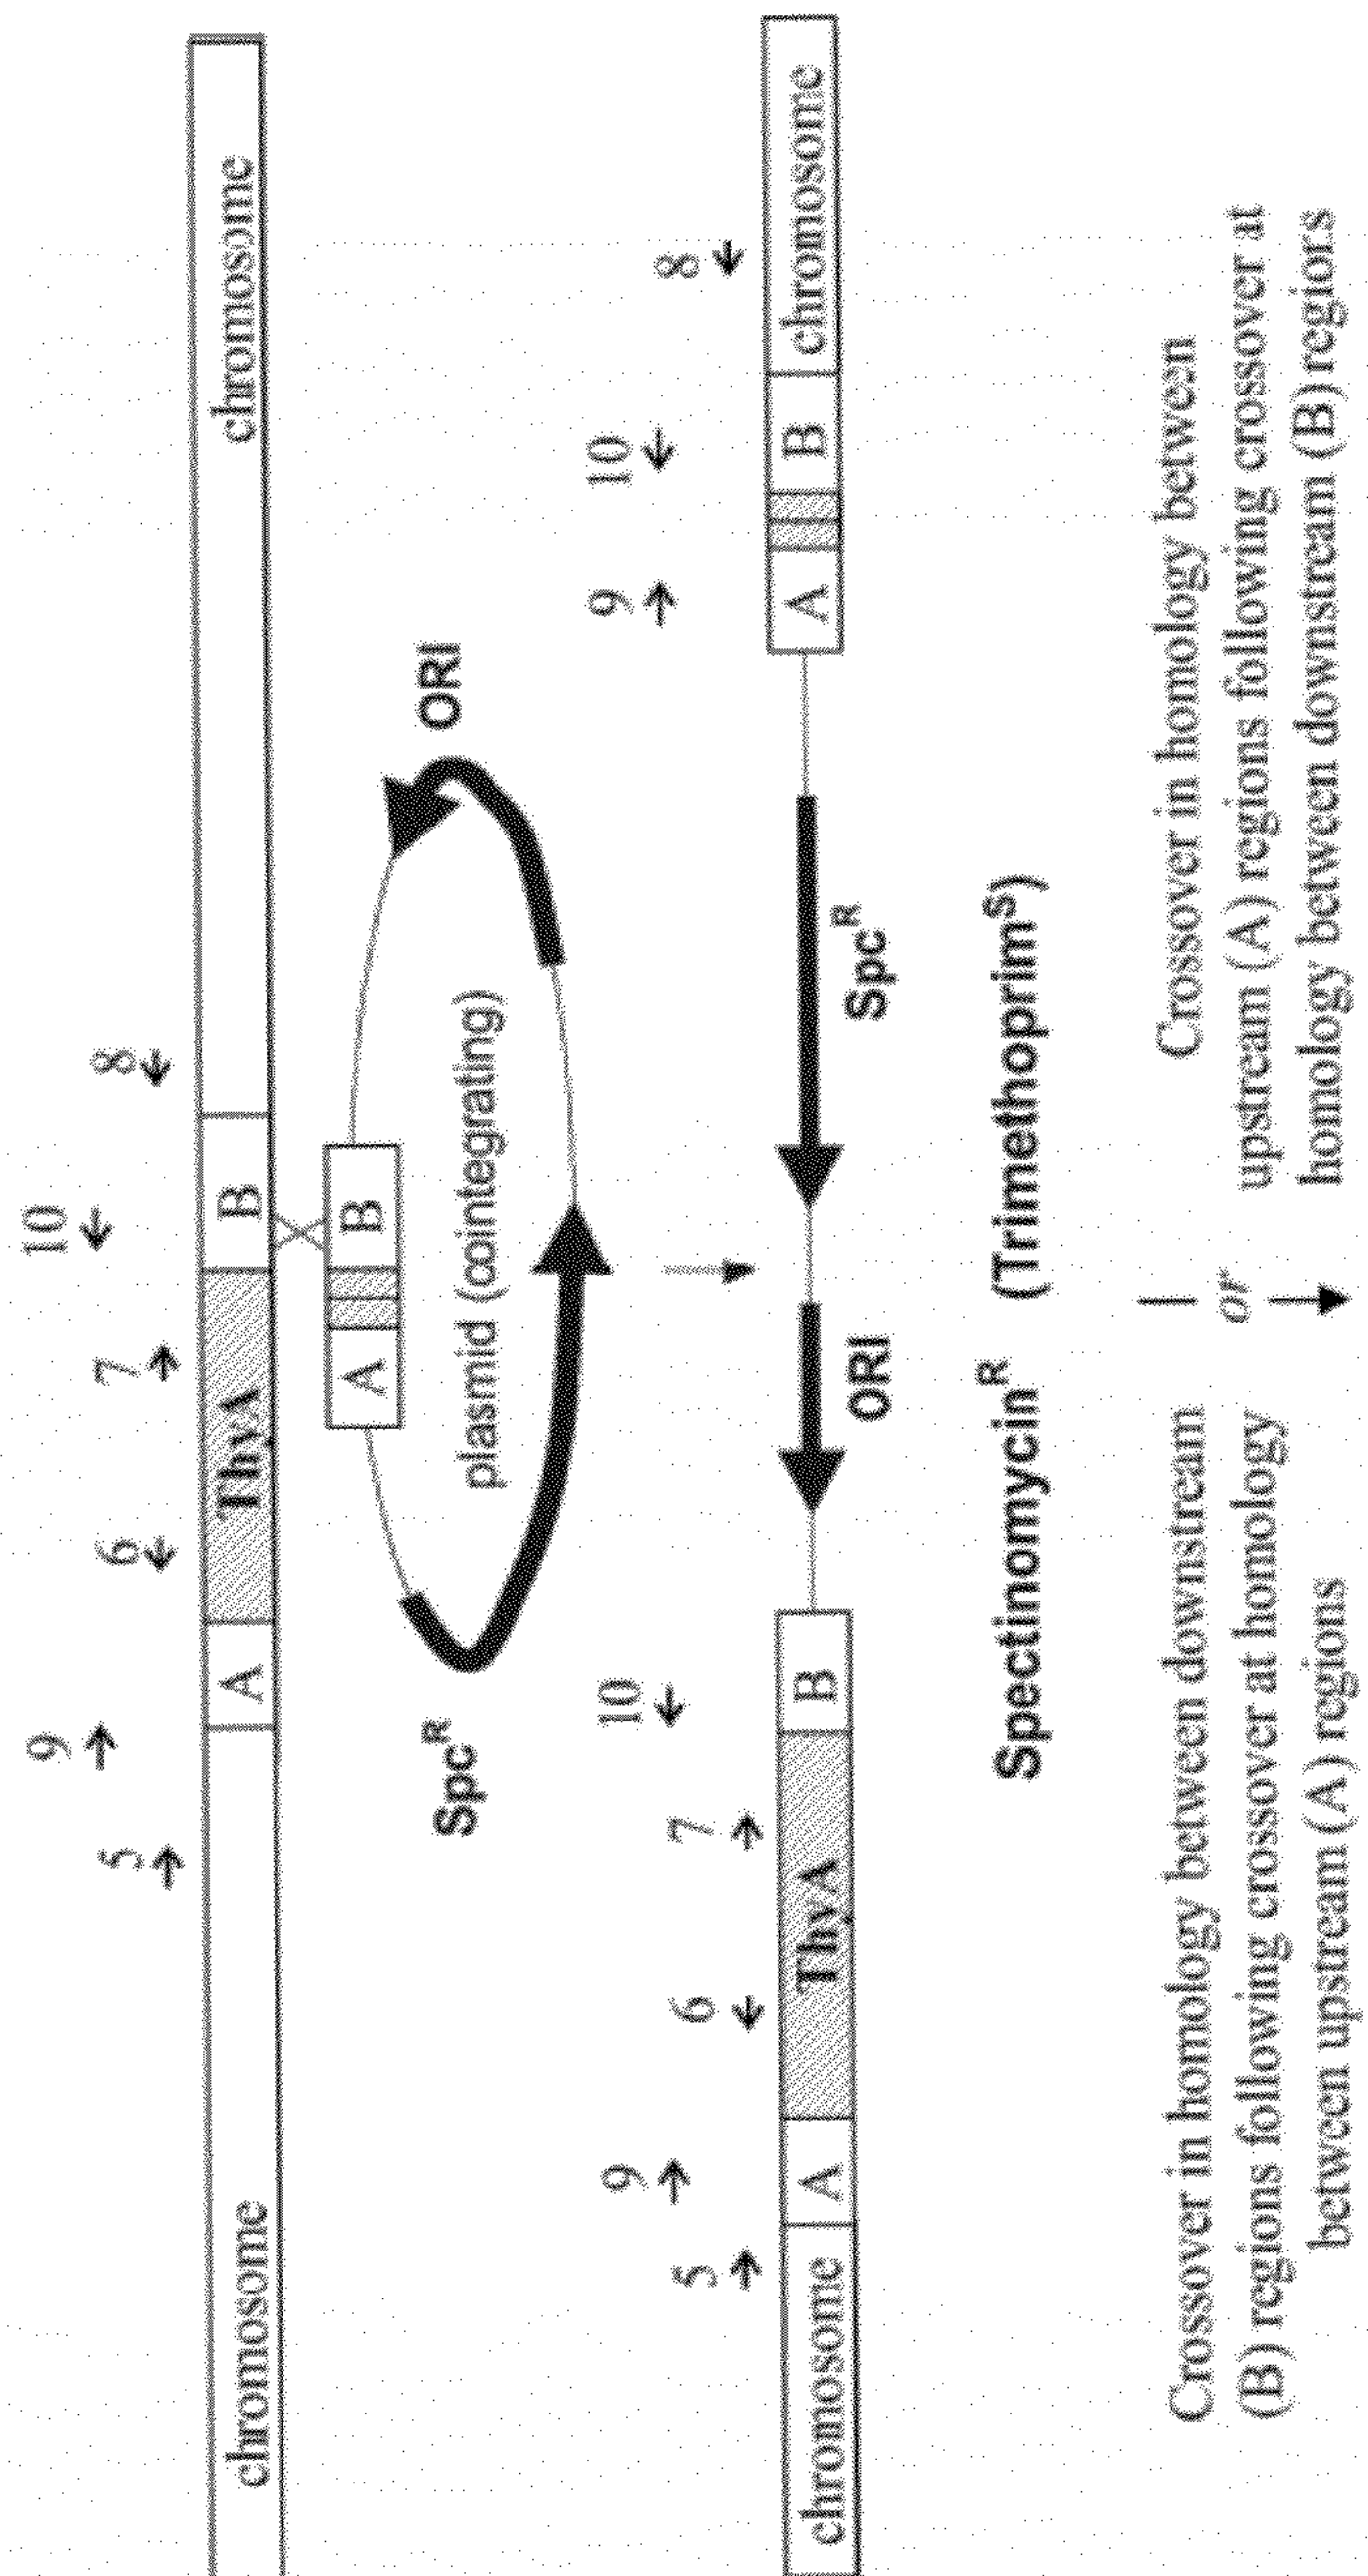 10
9
8
7
6
5
chromosome A ThyA B chromosome
A B
ORI
plasmid (cointegrating)
Spc^R
9 10
10
8
7
6
9
5
chromosome A ThyA B A B chromosome
ORI Spc^R
Spectinomycin^R (Trimethoprim^S)
or
Crossover in homology between downstream
(B) regions following crossover at homology
between upstream (A) regions
Crossover in homology between
upstream (A) regions following crossover at
homology between downstream (B) regiors